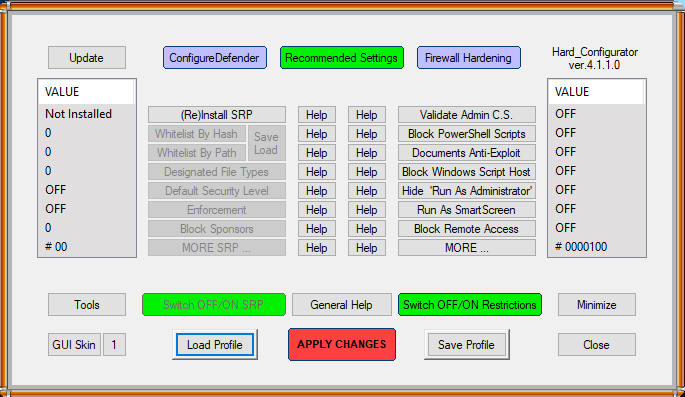 Update
ConfigureDefender
Recommended Settings
Firewall Hardening
Hard_Configurator
ver.4.1.1.0
VALUE
VALUE
Not Installed
(Re)Install SRP
Help
Help
Validate Admin C.S.
OFF
0
Whitelist By Hash
Save
Load
Help
Help
Block PowerShell Scripts
OFF
0
Whitelist By Path
Help
Help
Documents Anti-Exploit
OFF
0
Designated File Types
Help
Help
Block Windows Script Host
OFF
OFF
Default Security Level
Help
Help
Hide 'Run As Administrator'
OFF
OFF
Enforcement
Help
Help
Run As SmartScreen
OFF
0
Block Sponsors
Help
Help
Block Remote Access
OFF
# 00
MORE SRP ...
Help
Help
MORE ...
# 0000100
Tools
Switch OFF/ON SRP
General Help
Switch OFF/ON Restrictions
Minimize
GUI Skin
1
Load Profile
APPLY CHANGES
Save Profile
Close